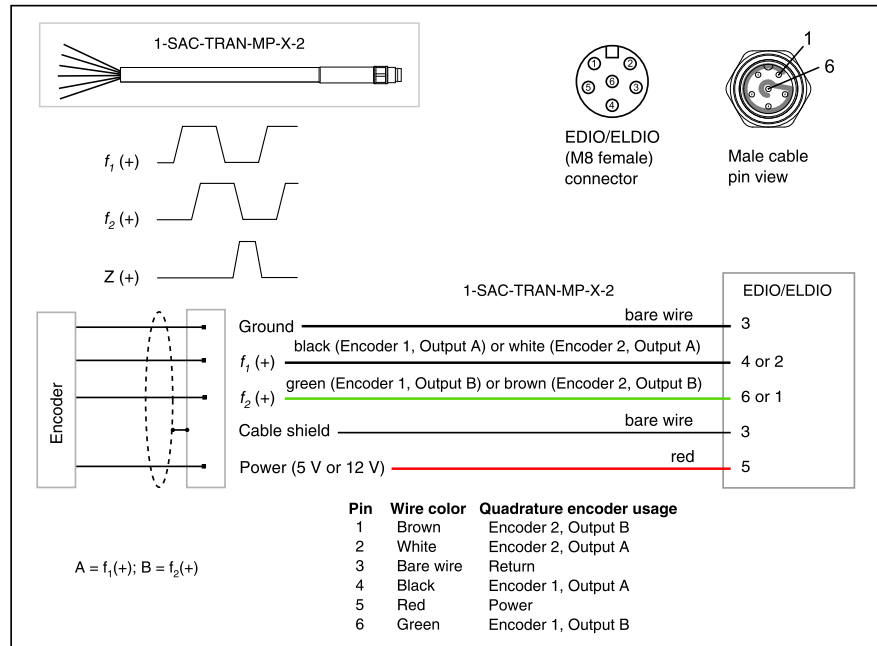 1-SAC-TRAN-MP-X-2
1
6
1
2
6
5
3
4
EDIO/ELDIO
(M8 female)
connector
Male cable
pin view
f1 (+)
f2 (+)
Z (+)
1-SAC-TRAN-MP-X-2
EDIO/ELDIO
Encoder
Ground
bare wire
3
f1 (+)
black (Encoder 1, Output A) or white (Encoder 2, Output A)
4 or 2
f2 (+)
green (Encoder 1, Output B) or brown (Encoder 2, Output B)
6 or 1
Cable shield
bare wire
3
Power (5 V or 12 V)
red
5
Pin Wire color Quadrature encoder usage
1 Brown Encoder 2, Output B
2 White Encoder 2, Output A
3 Bare wire Return
4 Black Encoder 1, Output A
5 Red Power
6 Green Encoder 1, Output B
A = f1(+); B = f2(+)